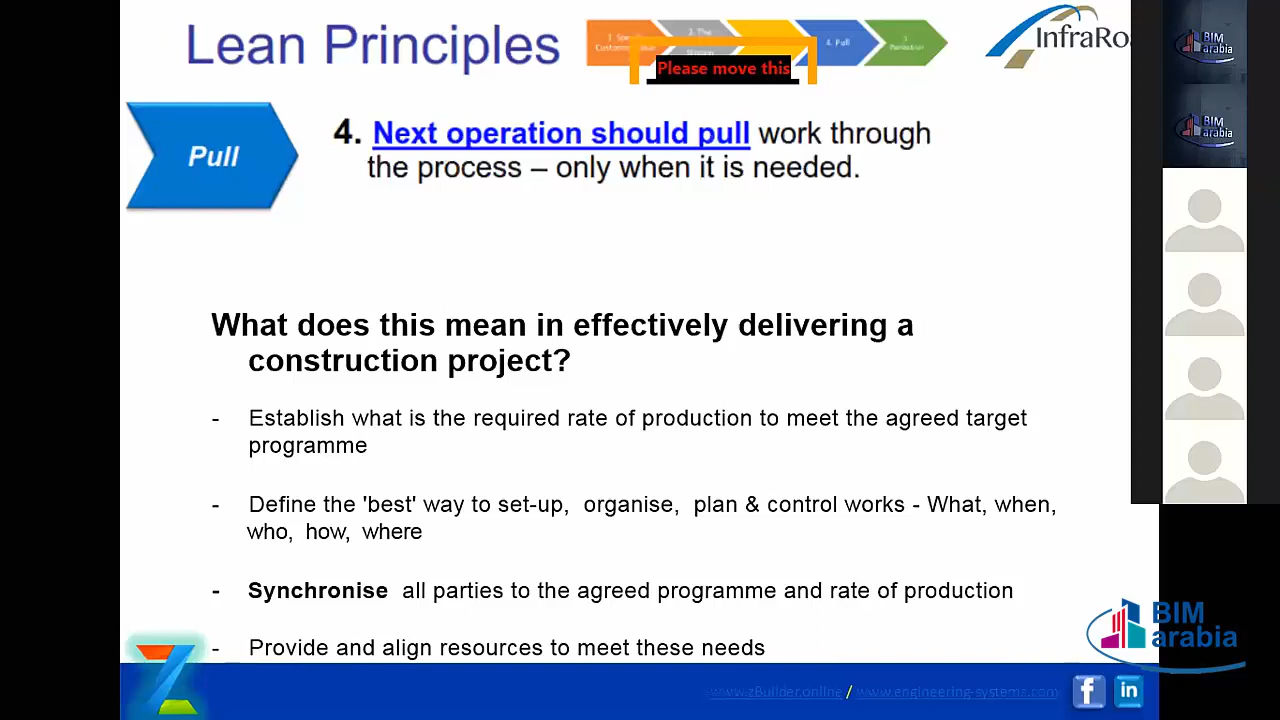 Lean Principles
4. Pull
InfraRo
BIM
arabia
BIM
arabia
Please move this
Pull
4. Next operation should pull work through
the process – only when it is needed.
What does this mean in effectively delivering a
construction project?
- Establish what is the required rate of production to meet the agreed target
programme
- Define the 'best' way to set-up, organise, plan & control works - What, when,
who, how, where
- Synchronise all parties to the agreed programme and rate of production
- Provide and align resources to meet these needs
BIM
arabia
www.zBuilder.online / www.engineering-systems.com
f in